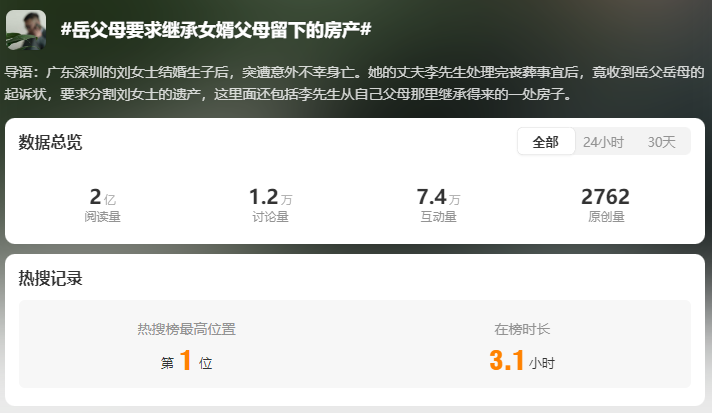 #岳父母要求继承女婿父母留下的房产#
导语：广东深圳的刘女士结婚生子后，突遭意外不幸身亡。她的丈夫李先生处理完丧葬事宜后，竟收到岳父岳母的
起诉状，要求分割刘女士的遗产，这里面还包括李先生从自己父母那里继承得来的一处房子。
数据总览 全部 24小时 30天
2亿 1.2万 7.4万 2762
阅读量 讨论量 互动量 原创量
热搜记录
热搜榜最高位置 在榜时长
第 1 位 3.1小时